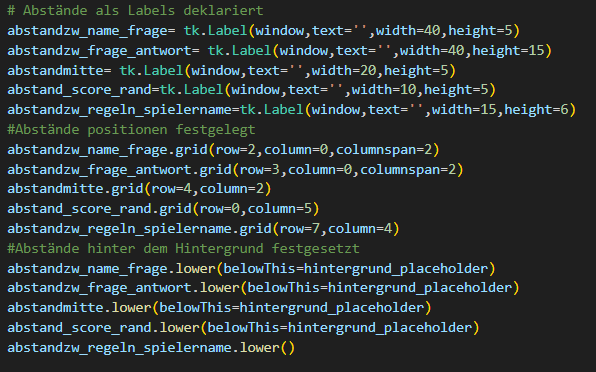 # Abstände als Labels deklariert
abstandzw_name_frage= tk.Label(window,text='',width=40,height=5)
abstandzw_frage_antwort= tk.Label(window,text='',width=40,height=15)
abstandmitte= tk.Label(window,text='',width=20,height=5)
abstand_score_rand=tk.Label(window,text='',width=10,height=5)
abstandzw_regeln_spielername=tk.Label(window,text='',width=15,height=6)
#Abstände positionen festgelegt
abstandzw_name_frage.grid(row=2,column=0,columnspan=2)
abstandzw_frage_antwort.grid(row=3,column=0,columnspan=2)
abstandmitte.grid(row=4,column=2)
abstand_score_rand.grid(row=0,column=5)
abstandzw_regeln_spielername.grid(row=7,column=4)
#Abstände hinter dem Hintergrund festgesetzt
abstandzw_name_frage.lower(belowThis=hintergrund_placeholder)
abstandzw_frage_antwort.lower(belowThis=hintergrund_placeholder)
abstandmitte.lower(belowThis=hintergrund_placeholder)
abstand_score_rand.lower(belowThis=hintergrund_placeholder)
abstandzw_regeln_spielername.lower()